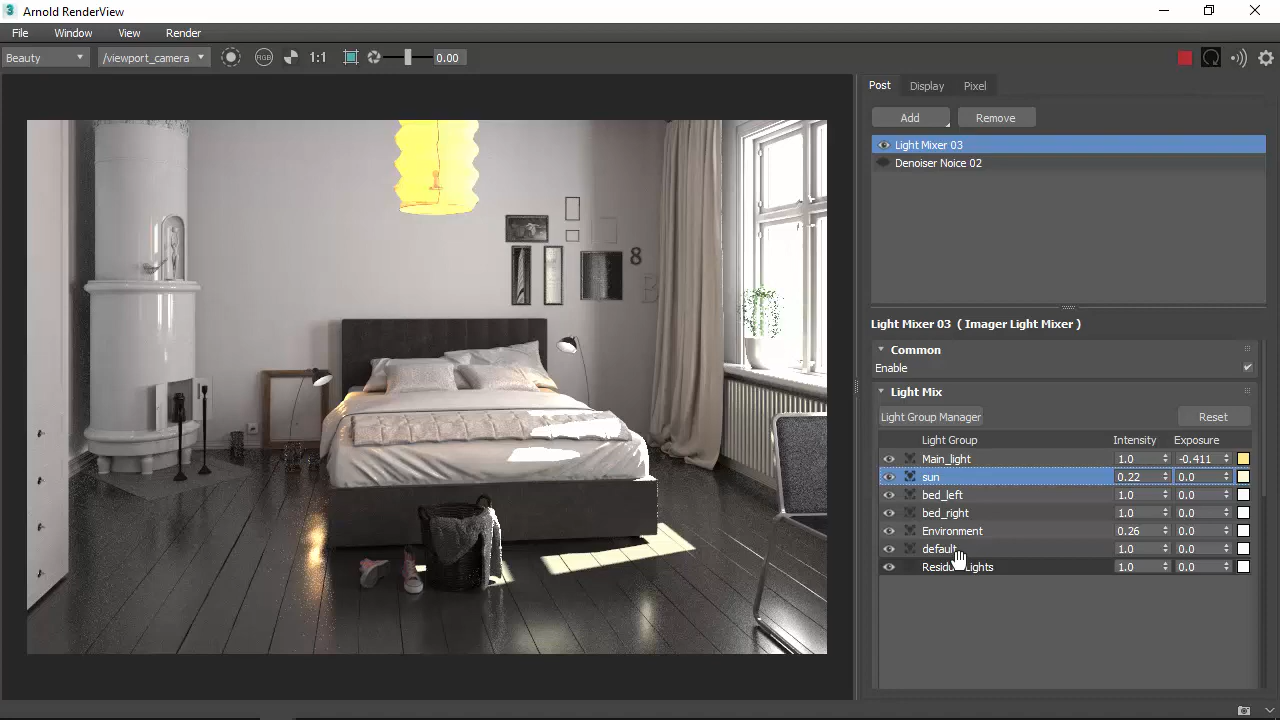 Arnold RenderView
File Window View Render
Beauty /viewport_camera RGB 1:1 0.00
Post Display Pixel
Add Remove
Light Mixer 03
Denoiser Noice 02
8
B
Light Mixer 03 ( Imager Light Mixer )
Common
Enable
Light Mix
Light Group Manager Reset
Light Group Intensity Exposure
Main_light 1.0 -0.411
sun 0.22 0.0
bed_left 1.0 0.0
bed_right 1.0 0.0
Environment 0.26 0.0
default 1.0 0.0
Lights 1.0 0.0